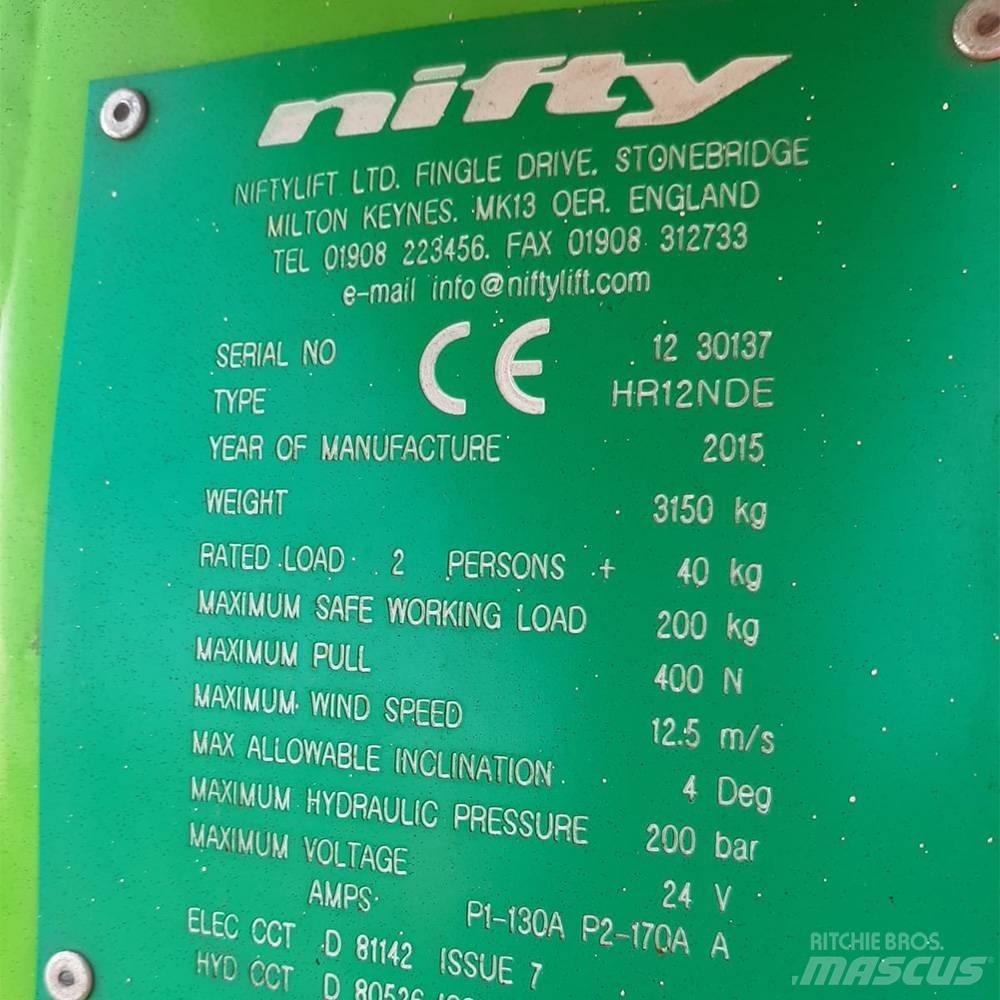 nifty
NIFTYLIFT LTD. FINGLE DRIVE. STONEBRIDGE
MILTON KEYNES. MK13 OER. ENGLAND
TEL 01908 223456. FAX 01908 312733
e-mail info@niftylift.com
CE
SERIAL NO 12 30137
TYPE HR12NDE
YEAR OF MANUFACTURE 2015
WEIGHT 3150 kg
RATED LOAD 2 PERSONS + 40 kg
MAXIMUM SAFE WORKING LOAD 200 kg
MAXIMUM PULL 400 N
MAXIMUM WIND SPEED 12.5 m/s
MAX ALLOWABLE INCLINATION 4 Deg
MAXIMUM HYDRAULIC PRESSURE 200 bar
MAXIMUM VOLTAGE 24 V
AMPS P1-130A P2-170A A
ELEC CCT D 81142 ISSUE 7
HYD CCT D 80526
RITCHIE BROS.
MASCUS